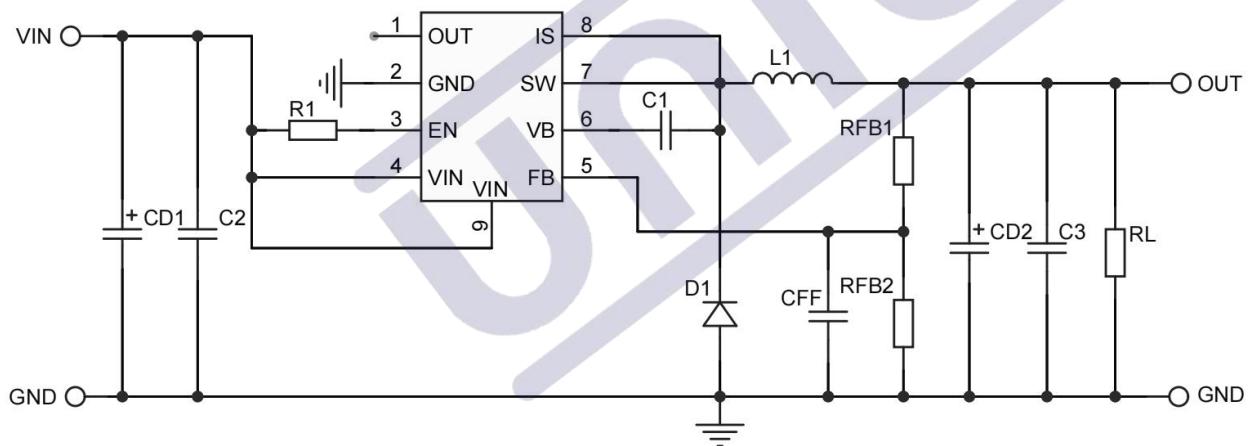 VIN
1
OUT
IS
8
L1
2
GND
SW
7
OUT
R1
C1
3
EN
VB
6
RFB1
4
VIN
VIN
FB
5
9
+ CD1
C2
+ CD2
C3
RL
D1
CFF
RFB2
GND
GND